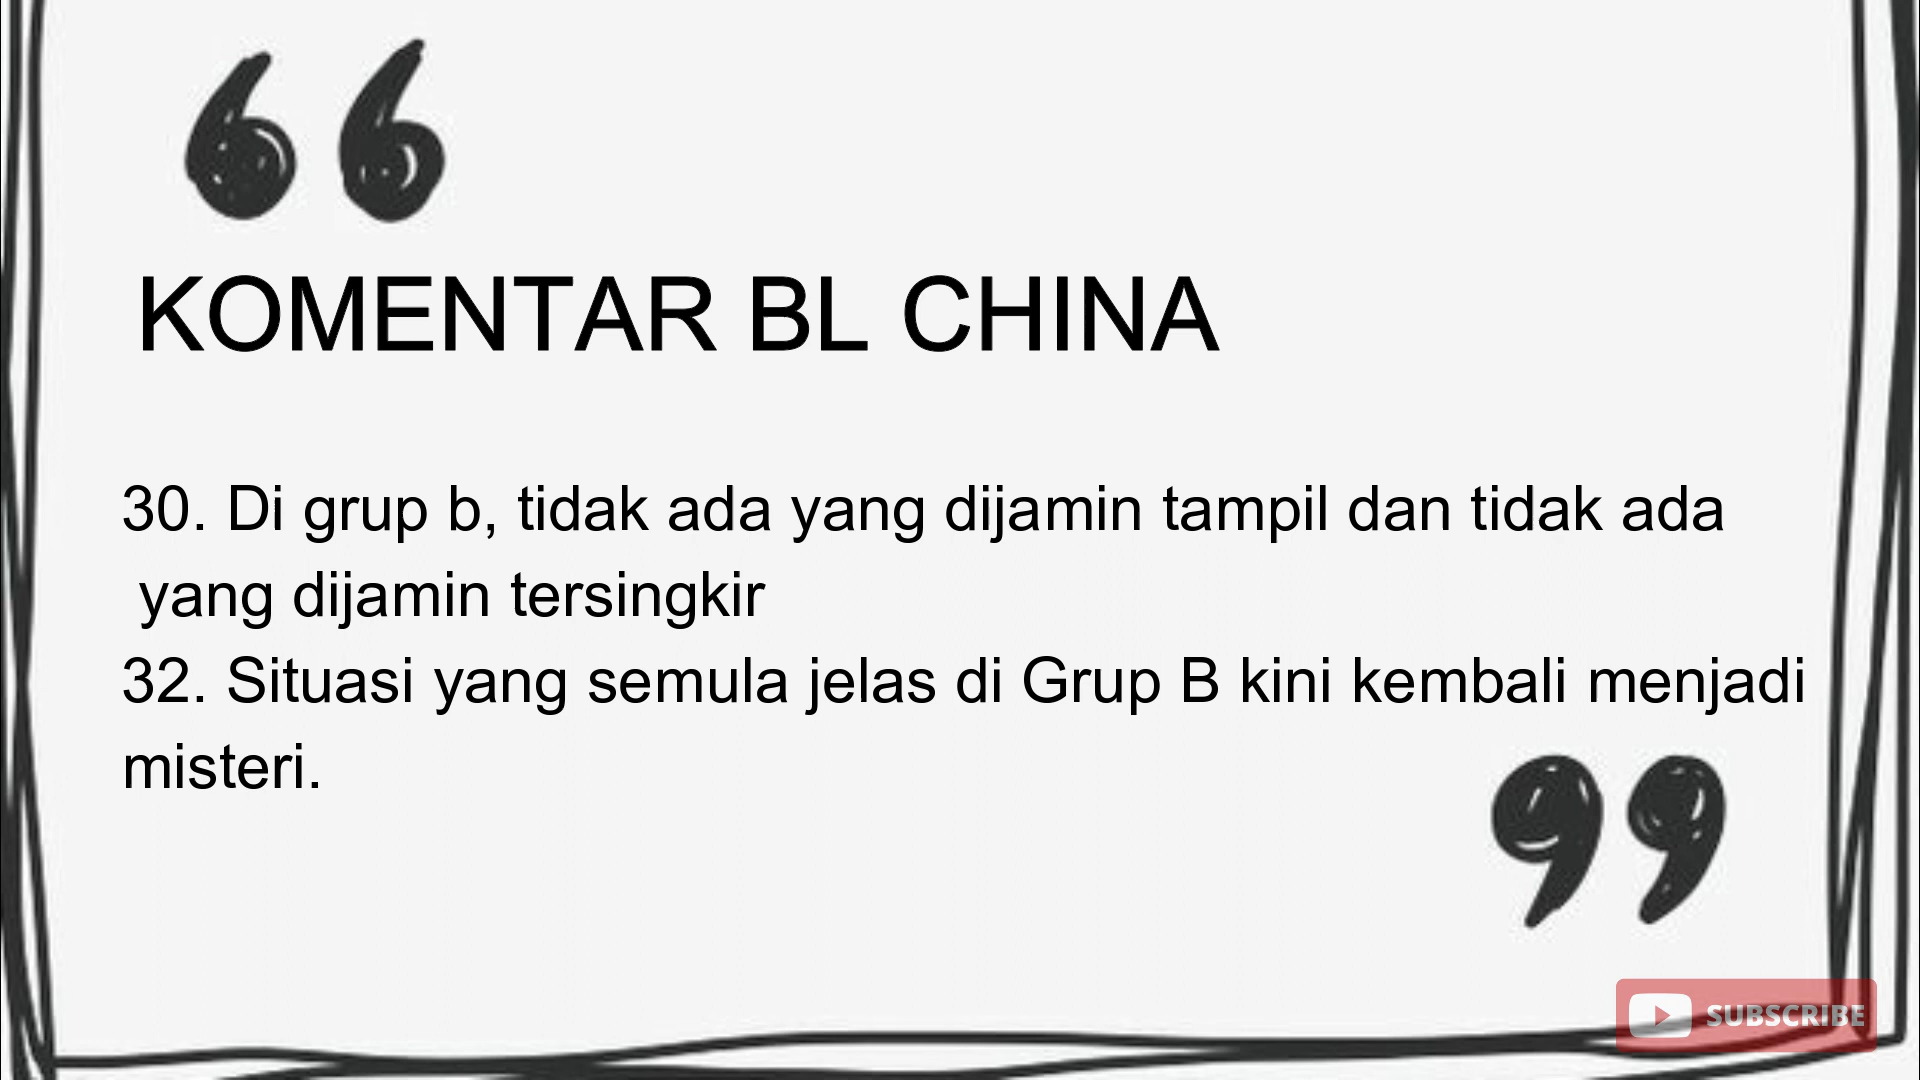 KOMENTAR BL CHINA
30. Di grup b, tidak ada yang dijamin tampil dan tidak ada
yang dijamin tersingkir
32. Situasi yang semula jelas di Grup B kini kembali menjadi
misteri.
SUBSCRIBE